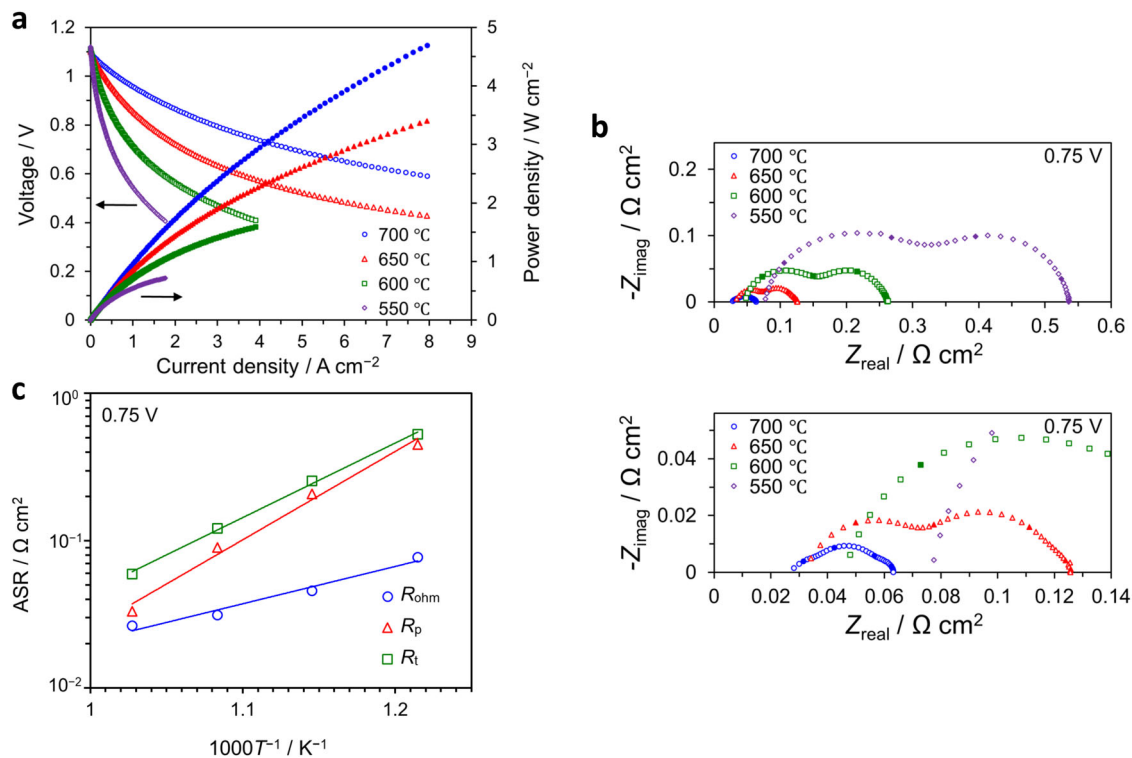 a
1.2
1
0.8
0.6
0.4
0.2
0
Voltage / V
5
4
3
2
1
0
Power density / W cm⁻²
700 ℃
650 ℃
600 ℃
550 ℃
0 1 2 3 4 5 6 7 8 9
Current density / A cm⁻²
b
700 ℃
650 ℃
600 ℃
550 ℃
0.75 V
0.2
0.1
0
-Zimag / Ω cm²
0 0.1 0.2 0.3 0.4 0.5 0.6
Zreal / Ω cm²
700 ℃
650 ℃
600 ℃
550 ℃
0.75 V
0.04
0.02
0
-Zimag / Ω cm²
0 0.02 0.04 0.06 0.08 0.1 0.12 0.14
Zreal / Ω cm²
c
0.75 V
10⁰
10⁻¹
10⁻²
ASR / Ω cm²
Rohm
Rp
Rt
1 1.1 1.2
1000T⁻¹ / K⁻¹